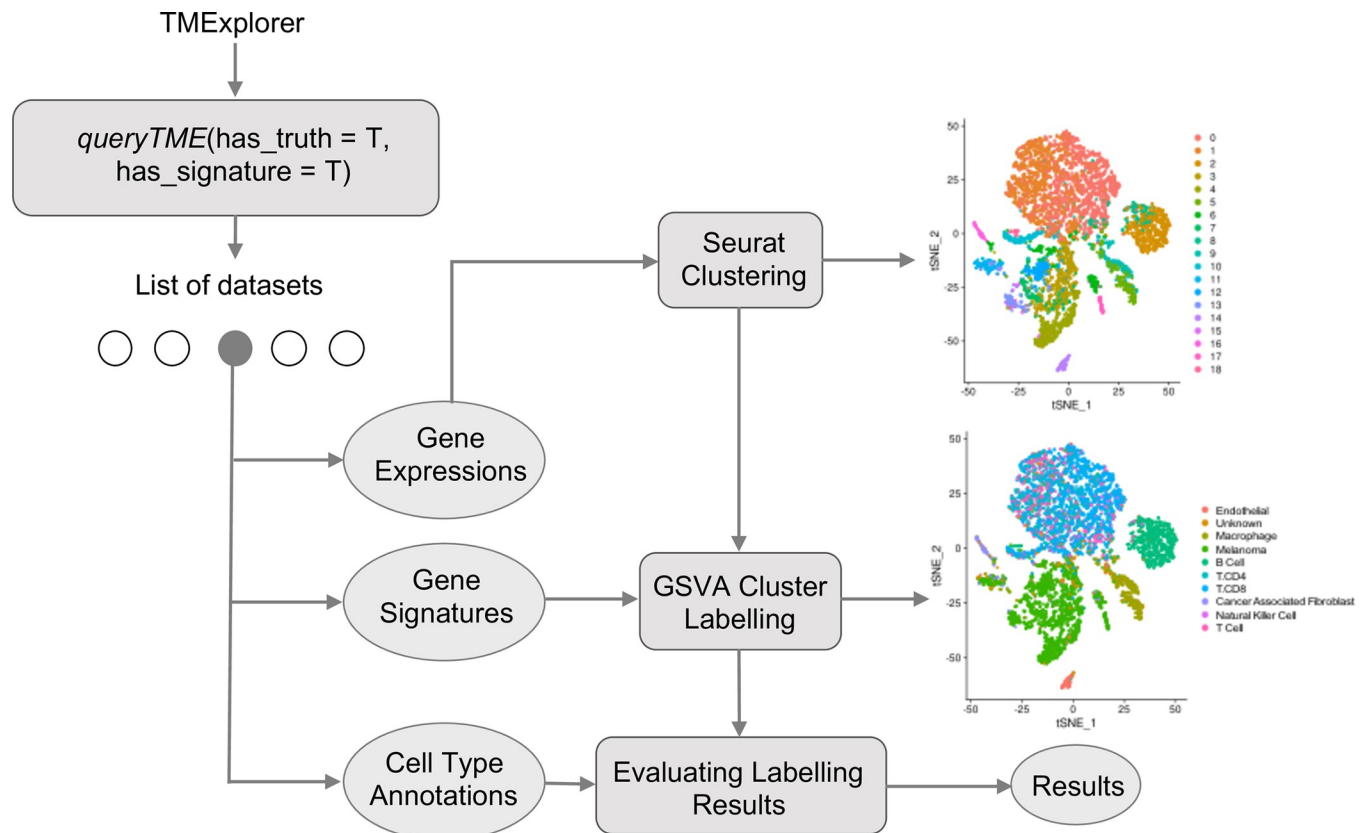 TMExplorer
queryTME(has_truth = T,
has_signature = T)
List of datasets
Gene
Expressions
Gene
Signatures
Cell Type
Annotations
Seurat
Clustering
GSVA Cluster
Labelling
Evaluating Labelling
Results
Results
50
25
0
-25
-50
tSNE_2
-50
-25
0
25
50
tSNE_1
0
1
2
3
4
5
6
7
8
9
10
11
12
13
14
15
16
17
18
50
25
0
-25
-50
tSNE_2
-50
-25
0
25
50
tSNE_1
Endothelial
Unknown
Macrophage
Melanoma
B Cell
T.CD4
T.CD8
Cancer Associated Fibroblast
Natural Killer Cell
T Cell